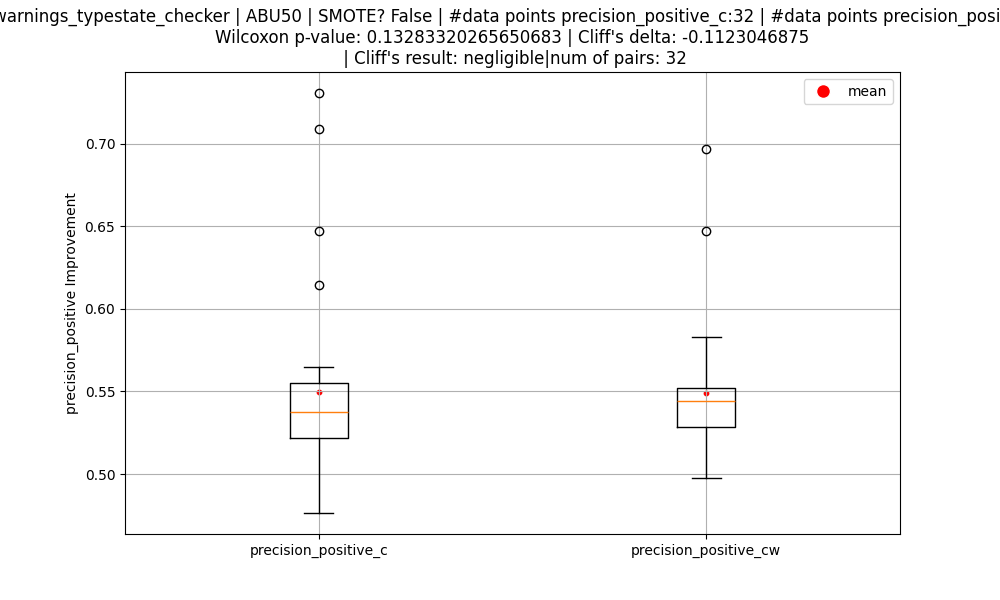 warnings_typestate_checker | ABU50 | SMOTE? False | #data points precision_positive_c:32 | #data points
Wilcoxon p-value: 0.13283320265650683 | Cliff's delta: -0.1123046875
| Cliff's result: negligible|num of pairs: 32
mean
0.70
0.65
0.60
0.55
0.50
precision_positive Improvement
precision_positive_c
precision_positive_cw